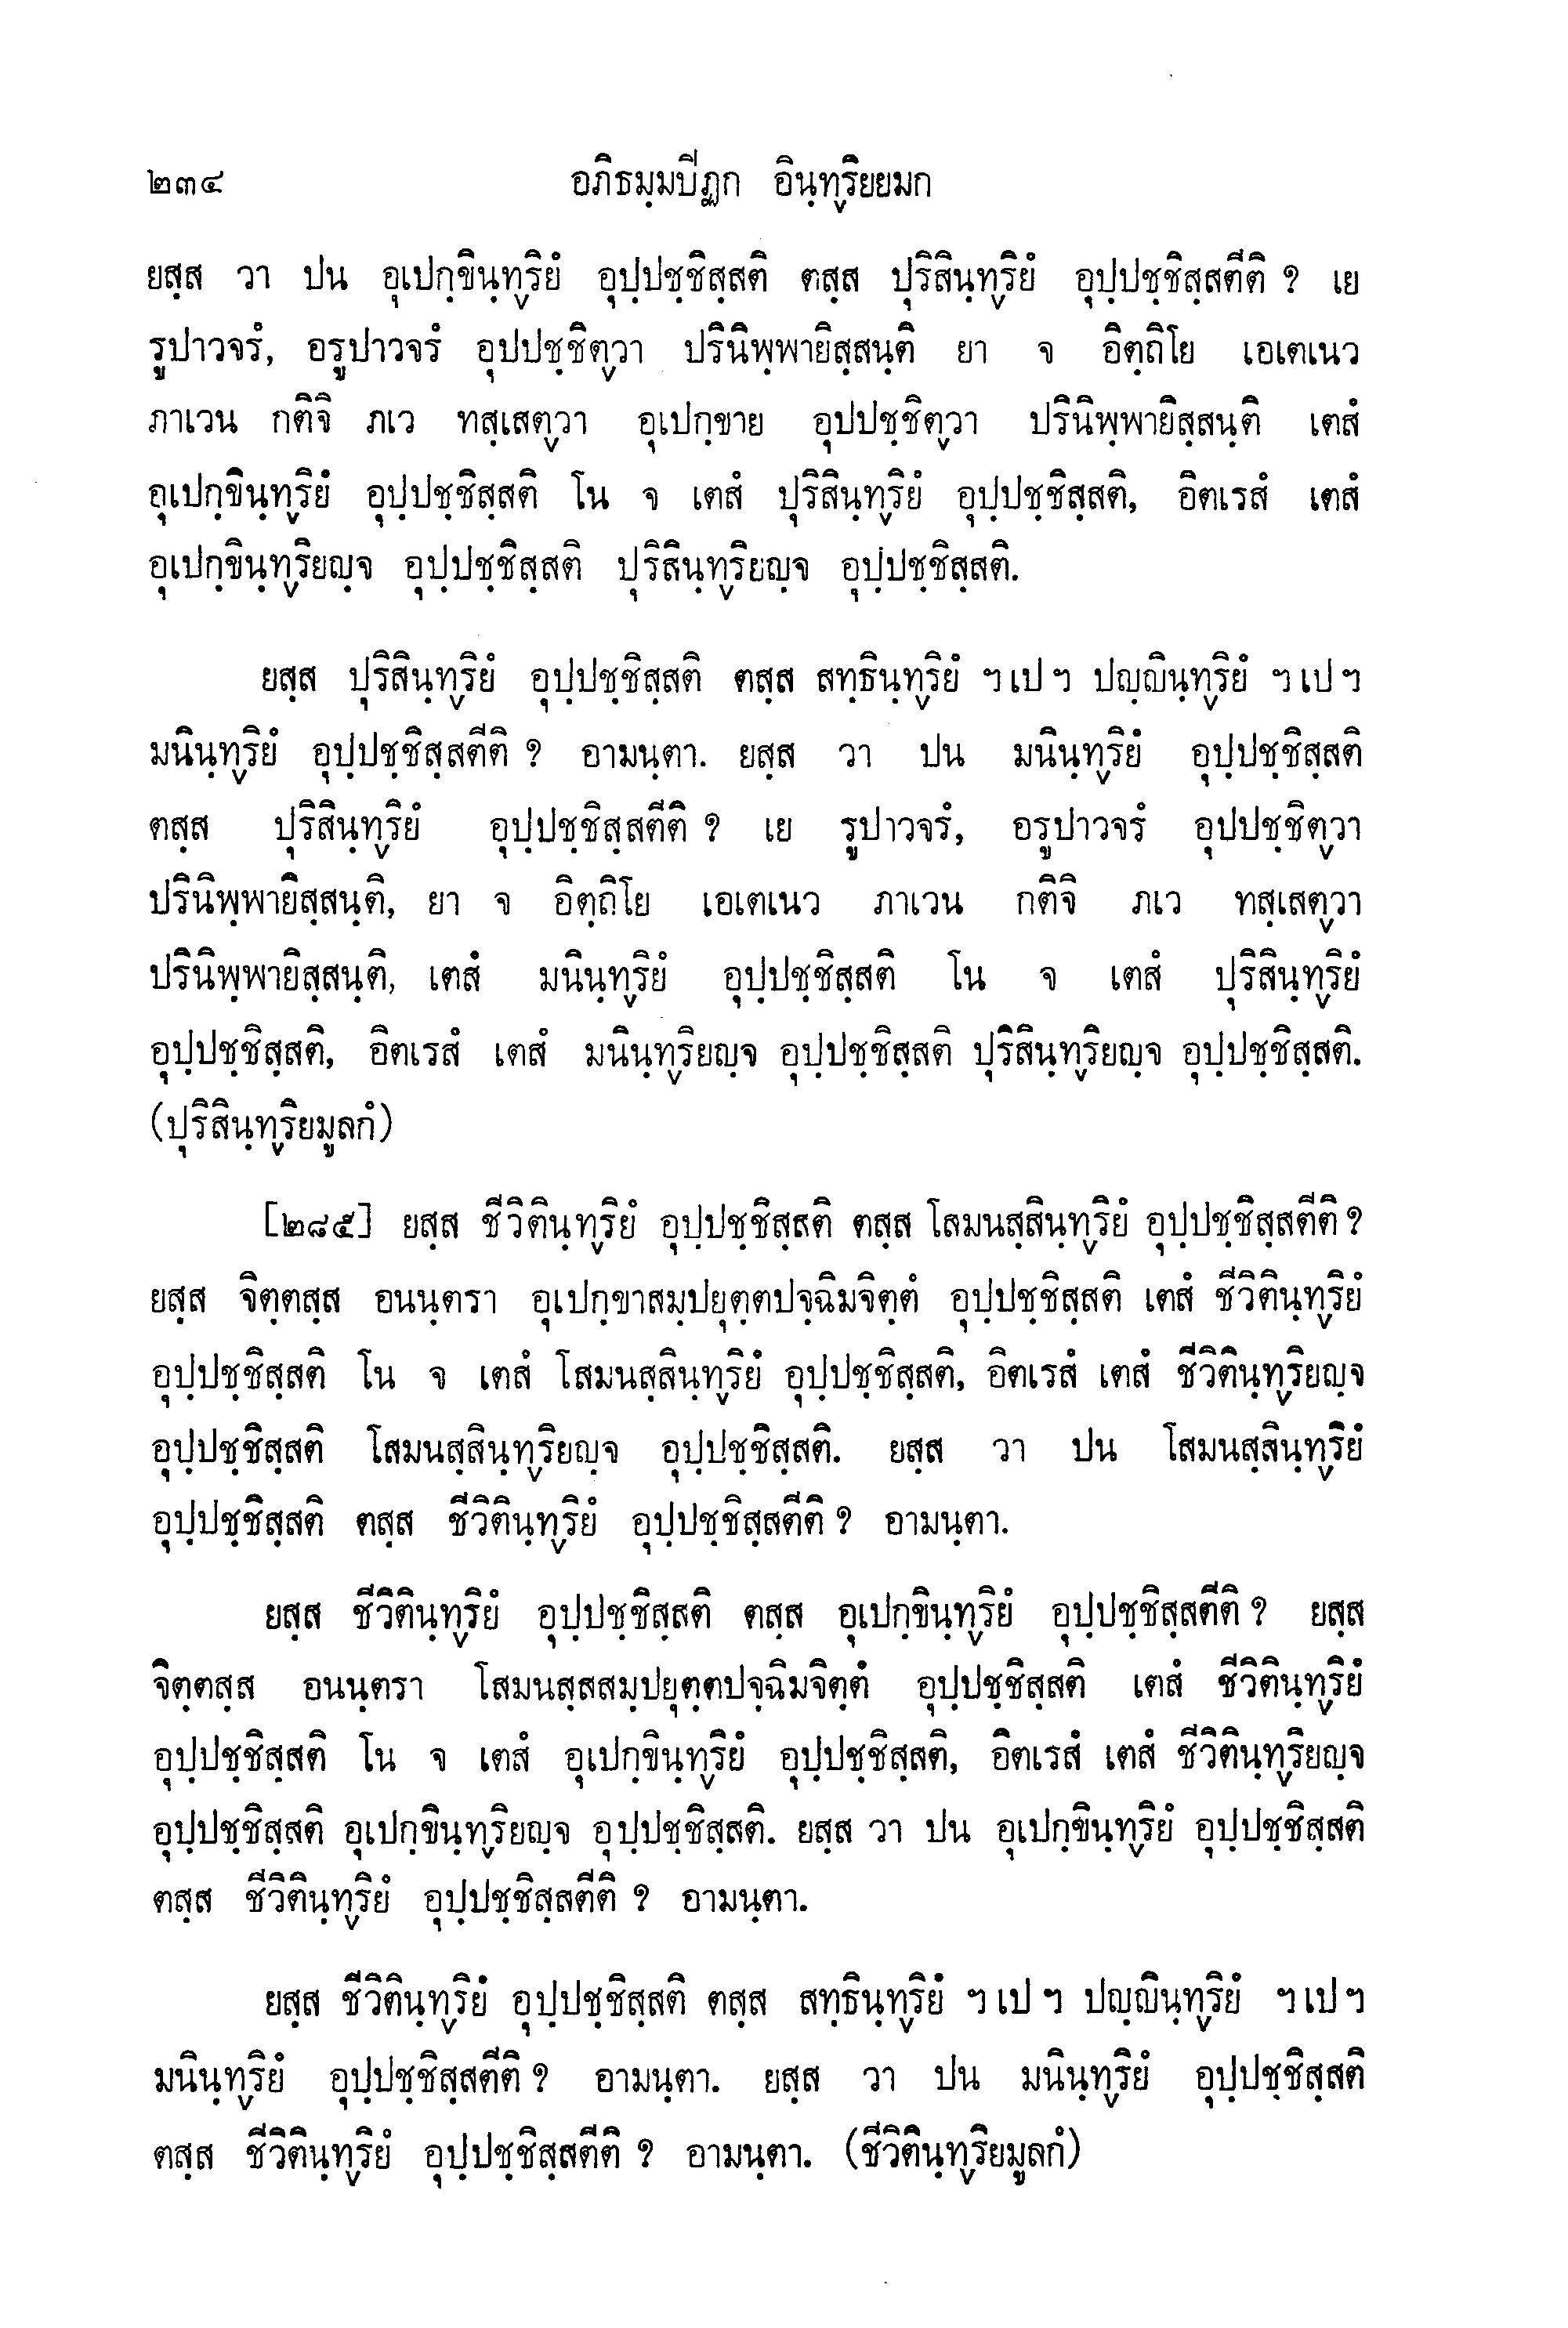 ๒๓๔ อภิธมฺมปีฏก อินฺท๎ริยยมก
ยสฺส วา ปน อุเปกฺขินฺท๎ริยํ อุปฺปชฺชิสฺสติ ตสฺส ปุริสินฺท๎ริยํ อุปฺปชฺชิสฺสตีติ ? เย
รูปาวจรํ, อรูปาวจรํ อุปปชฺชิต๎วา ปรินิพฺพายิสฺสนฺติ ยา จ อิตฺถิโย เอเตเนว
ภาเวน กติจิ ภเว ทสฺเสต๎วา อุเปกฺขาย อุปปชฺชิต๎วา ปรินิพฺพายิสฺสนฺติ เตสํ
อุเปกฺขินฺท๎ริยํ อุปฺปชฺชิสฺสติ โน จ เตสํ ปุริสินฺท๎ริยํ อุปฺปชฺชิสฺสติ, อิตเรสํ เตสํ
อุเปกฺขินฺท๎ริยญฺจ อุปฺปชฺชิสฺสติ ปุริสินฺท๎ริยญฺจ อุปฺปชฺชิสฺสติ.
ยสฺส ปุริสินฺท๎ริยํ อุปฺปชฺชิสฺสติ ตสฺส สทฺธินฺท๎ริยํ ฯ เป ฯ ปญฺญินฺท๎ริยํ ฯ เป ฯ
มนินฺท๎ริยํ อุปฺปชฺชิสฺสตีติ ? อามนฺตา. ยสฺส วา ปน มนินฺท๎ริยํ อุปฺปชฺชิสฺสติ
ตสฺส ปุริสินฺท๎ริยํ อุปฺปชฺชิสฺสตีติ ? เย รูปาวจรํ, อรูปาวจรํ อุปปชฺชิต๎วา
ปรินิพฺพายิสฺสนฺติ, ยา จ อิตฺถิโย เอเตเนว ภาเวน กติจิ ภเว ทสฺเสต๎วา
ปรินิพฺพายิสฺสนฺติ, เตสํ มนินฺท๎ริยํ อุปฺปชฺชิสฺสติ โน จ เตสํ ปุริสินฺท๎ริยํ
อุปฺปชฺชิสฺสติ, อิตเรสํ เตสํ มนินฺท๎ริยญฺจ อุปฺปชฺชิสฺสติ ปุริสินฺท๎ริยญฺจ อุปฺปชฺชิสฺสติ.
(ปุริสินฺท๎ริยมูลกํ)
[๒๘๕] ยสฺส ชีวิตินฺท๎ริยํ อุปฺปชฺชิสฺสติ ตสฺส โสมนสฺสินฺท๎ริยํ อุปฺปชฺชิสฺสตีติ ?
ยสฺส จิตฺตสฺส อนนฺตรา อุเปกฺขาสมฺปยุตฺตปจฺฉิมจิตฺตํ อุปฺปชฺชิสฺสติ เตสํ ชีวิตินฺท๎ริยํ
อุปฺปชฺชิสฺสติ โน จ เตสํ โสมนสฺสินฺท๎ริยํ อุปฺปชฺชิสฺสติ, อิตเรสํ เตสํ ชีวิตินฺท๎ริยญฺจ
อุปฺปชฺชิสฺสติ โสมนสฺสินฺท๎ริยญฺจ อุปฺปชฺชิสฺสติ. ยสฺส วา ปน โสมนสฺสินฺท๎ริยํ
อุปฺปชฺชิสฺสติ ตสฺส ชีวิตินฺท๎ริยํ อุปฺปชฺชิสฺสตีติ ? อามนฺตา.
ยสฺส ชีวิตินฺท๎ริยํ อุปฺปชฺชิสฺสติ ตสฺส อุเปกฺขินฺท๎ริยํ อุปฺปชฺชิสฺสตีติ ? ยสฺส
จิตฺตสฺส อนนฺตรา โสมนสฺสสมฺปยุตฺตปจฺฉิมจิตฺตํ อุปฺปชฺชิสฺสติ เตสํ ชีวิตินฺท๎ริยํ
อุปฺปชฺชิสฺสติ โน จ เตสํ อุเปกฺขินฺท๎ริยํ อุปฺปชฺชิสฺสติ, อิตเรสํ เตสํ ชีวิตินฺท๎ริยญฺจ
อุปฺปชฺชิสฺสติ อุเปกฺขินฺท๎ริยญฺจ อุปฺปชฺชิสฺสติ. ยสฺส วา ปน อุเปกฺขินฺท๎ริยํ อุปฺปชฺชิสฺสติ
ตสฺส ชีวิตินฺท๎ริยํ อุปฺปชฺชิสฺสตีติ ? อามนฺตา.
ยสฺส ชีวิตินฺท๎ริยํ อุปฺปชฺชิสฺสติ ตสฺส สทฺธินฺท๎ริยํ ฯ เป ฯ ปญฺญินฺท๎ริยํ ฯ เป ฯ
มนินฺท๎ริยํ อุปฺปชฺชิสฺสตีติ ? อามนฺตา. ยสฺส วา ปน มนินฺท๎ริยํ อุปฺปชฺชิสฺสติ
ตสฺส ชีวิตินฺท๎ริยํ อุปฺปชฺชิสฺสตีติ ? อามนฺตา. (ชีวิตินฺท๎ริยมูลกํ)